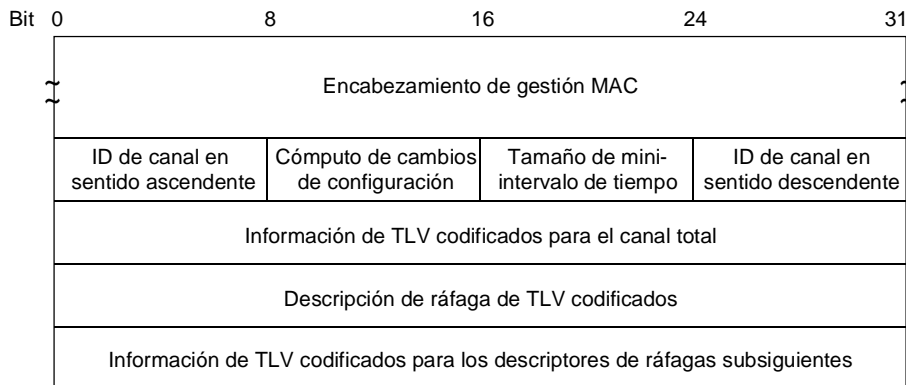 Bit 0 8 16 24 31
Encabezamiento de gestión MAC
ID de canal en sentido ascendente
Cómputo de cambios de configuración
Tamaño de mini-intervalo de tiempo
ID de canal en sentido descendente
Información de TLV codificados para el canal total
Descripción de ráfaga de TLV codificados
Información de TLV codificados para los descriptores de ráfagas subsiguientes